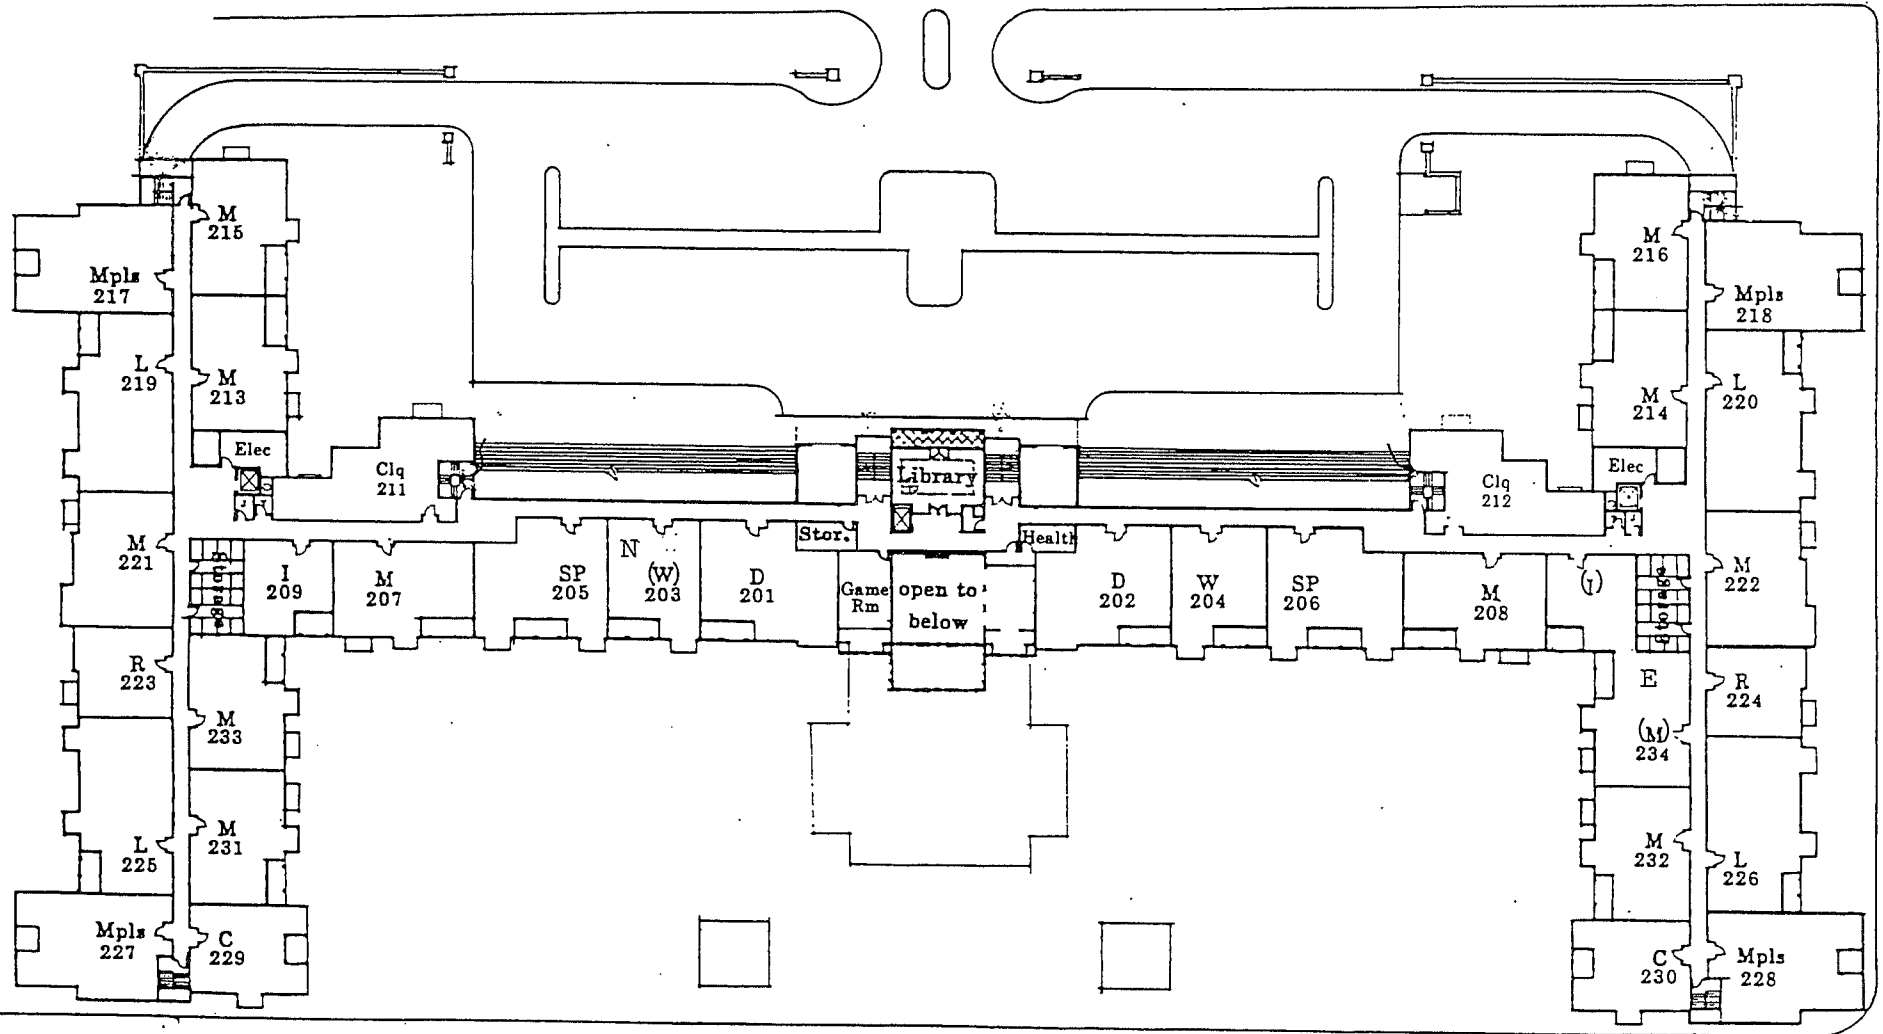 M
215
Mpls
217
L
219
M
213
Elec
Clq
211
M
221
Storage
I
209
M
207
SP
205
N
(W)
203
D
201
Stor.
Library
Health
Game
Rm
open to
below
D
202
W
204
SP
206
M
208
(I)
Storage
Clq
212
Elec
M
216
Mpls
218
M
214
L
220
M
222
R
223
M
233
M
231
L
225
Mpls
227
C
229
E
(M)
234
R
224
M
232
L
226
C
230
Mpls
228